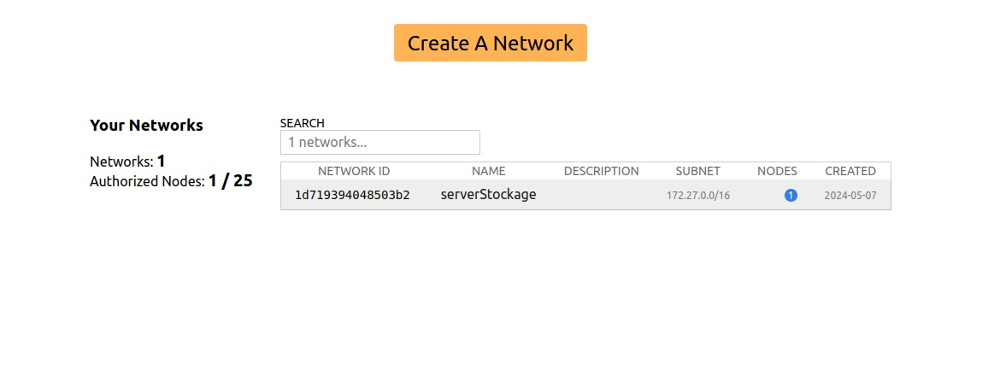 Create A Network
Your Networks
Networks: 1
Authorized Nodes: 1 / 25
SEARCH
1 networks...
NETWORK ID NAME DESCRIPTION SUBNET NODES CREATED
1d719394048503b2 serverStockage 172.27.0.0/16 1 2024-05-07